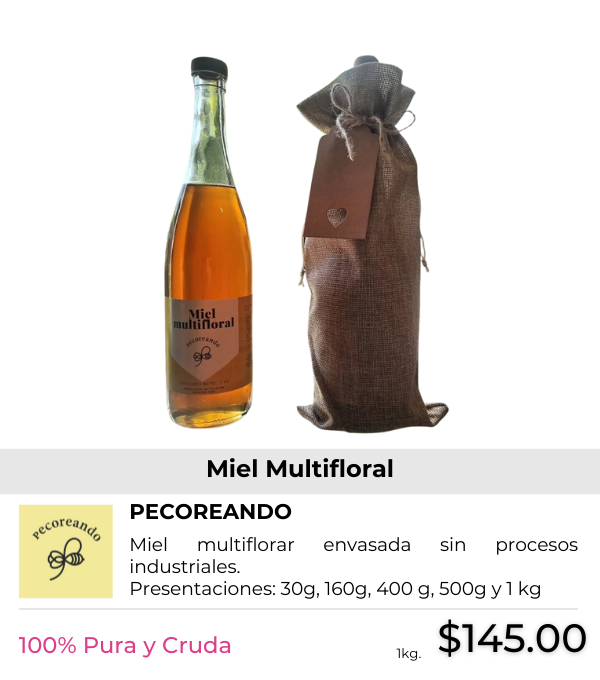 Miel
multifloral
pecoreando
Miel Multifloral
pecoreando
PECOREANDO
Miel multiflorar envasada sin procesos
industriales.
Presentaciones: 30g, 160g, 400 g, 500g y 1 kg
100% Pura y Cruda
1kg.
$145.00